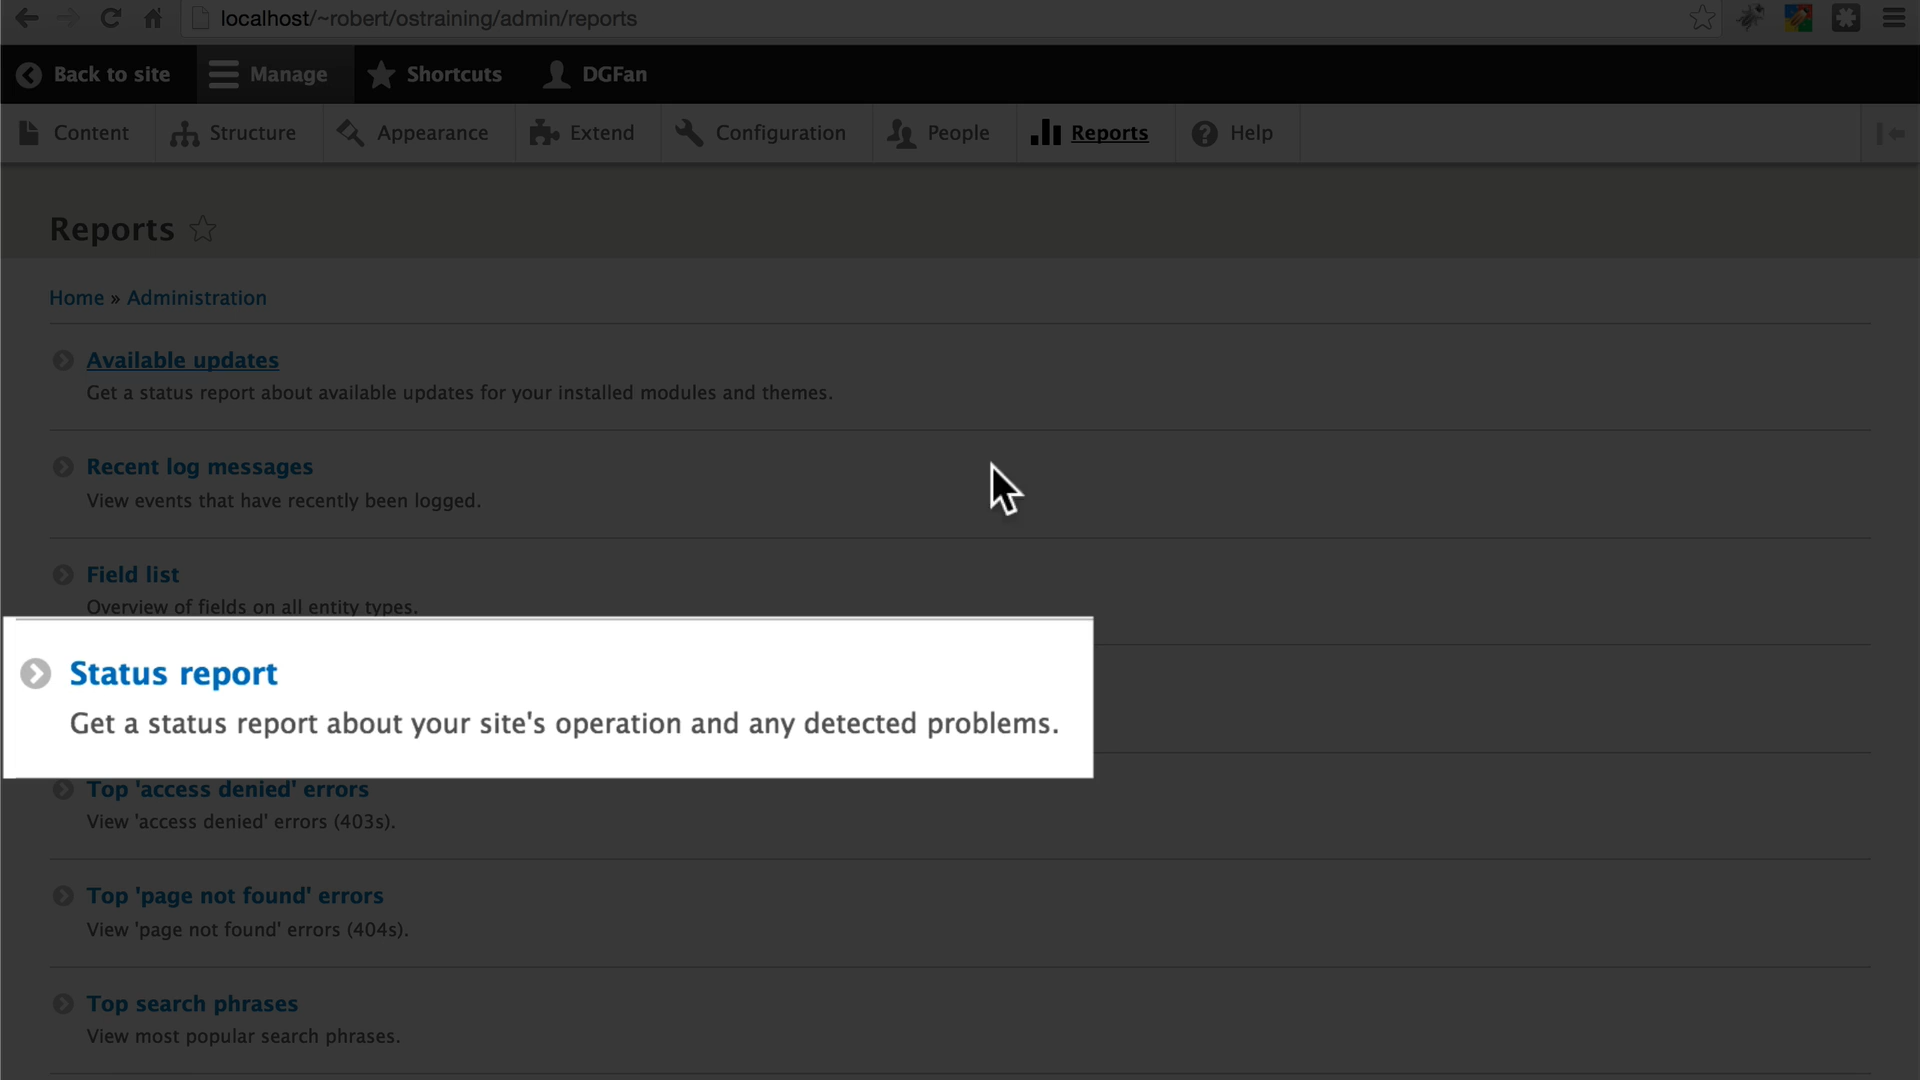 localhost/~robert/ostraining/admin/reports
Back to site Manage Shortcuts DGFan
Content Structure Appearance Extend Configuration People Reports Help
Reports
Home » Administration
Available updates
Get a status report about available updates for your installed modules and themes.
Recent log messages
View events that have recently been logged.
Field list
Overview of fields on all entity types.
Status report
Get a status report about your site's operation and any detected problems.
Top 'access denied' errors
View 'access denied' errors (403s).
Top 'page not found' errors
View 'page not found' errors (404s).
Top search phrases
View most popular search phrases.